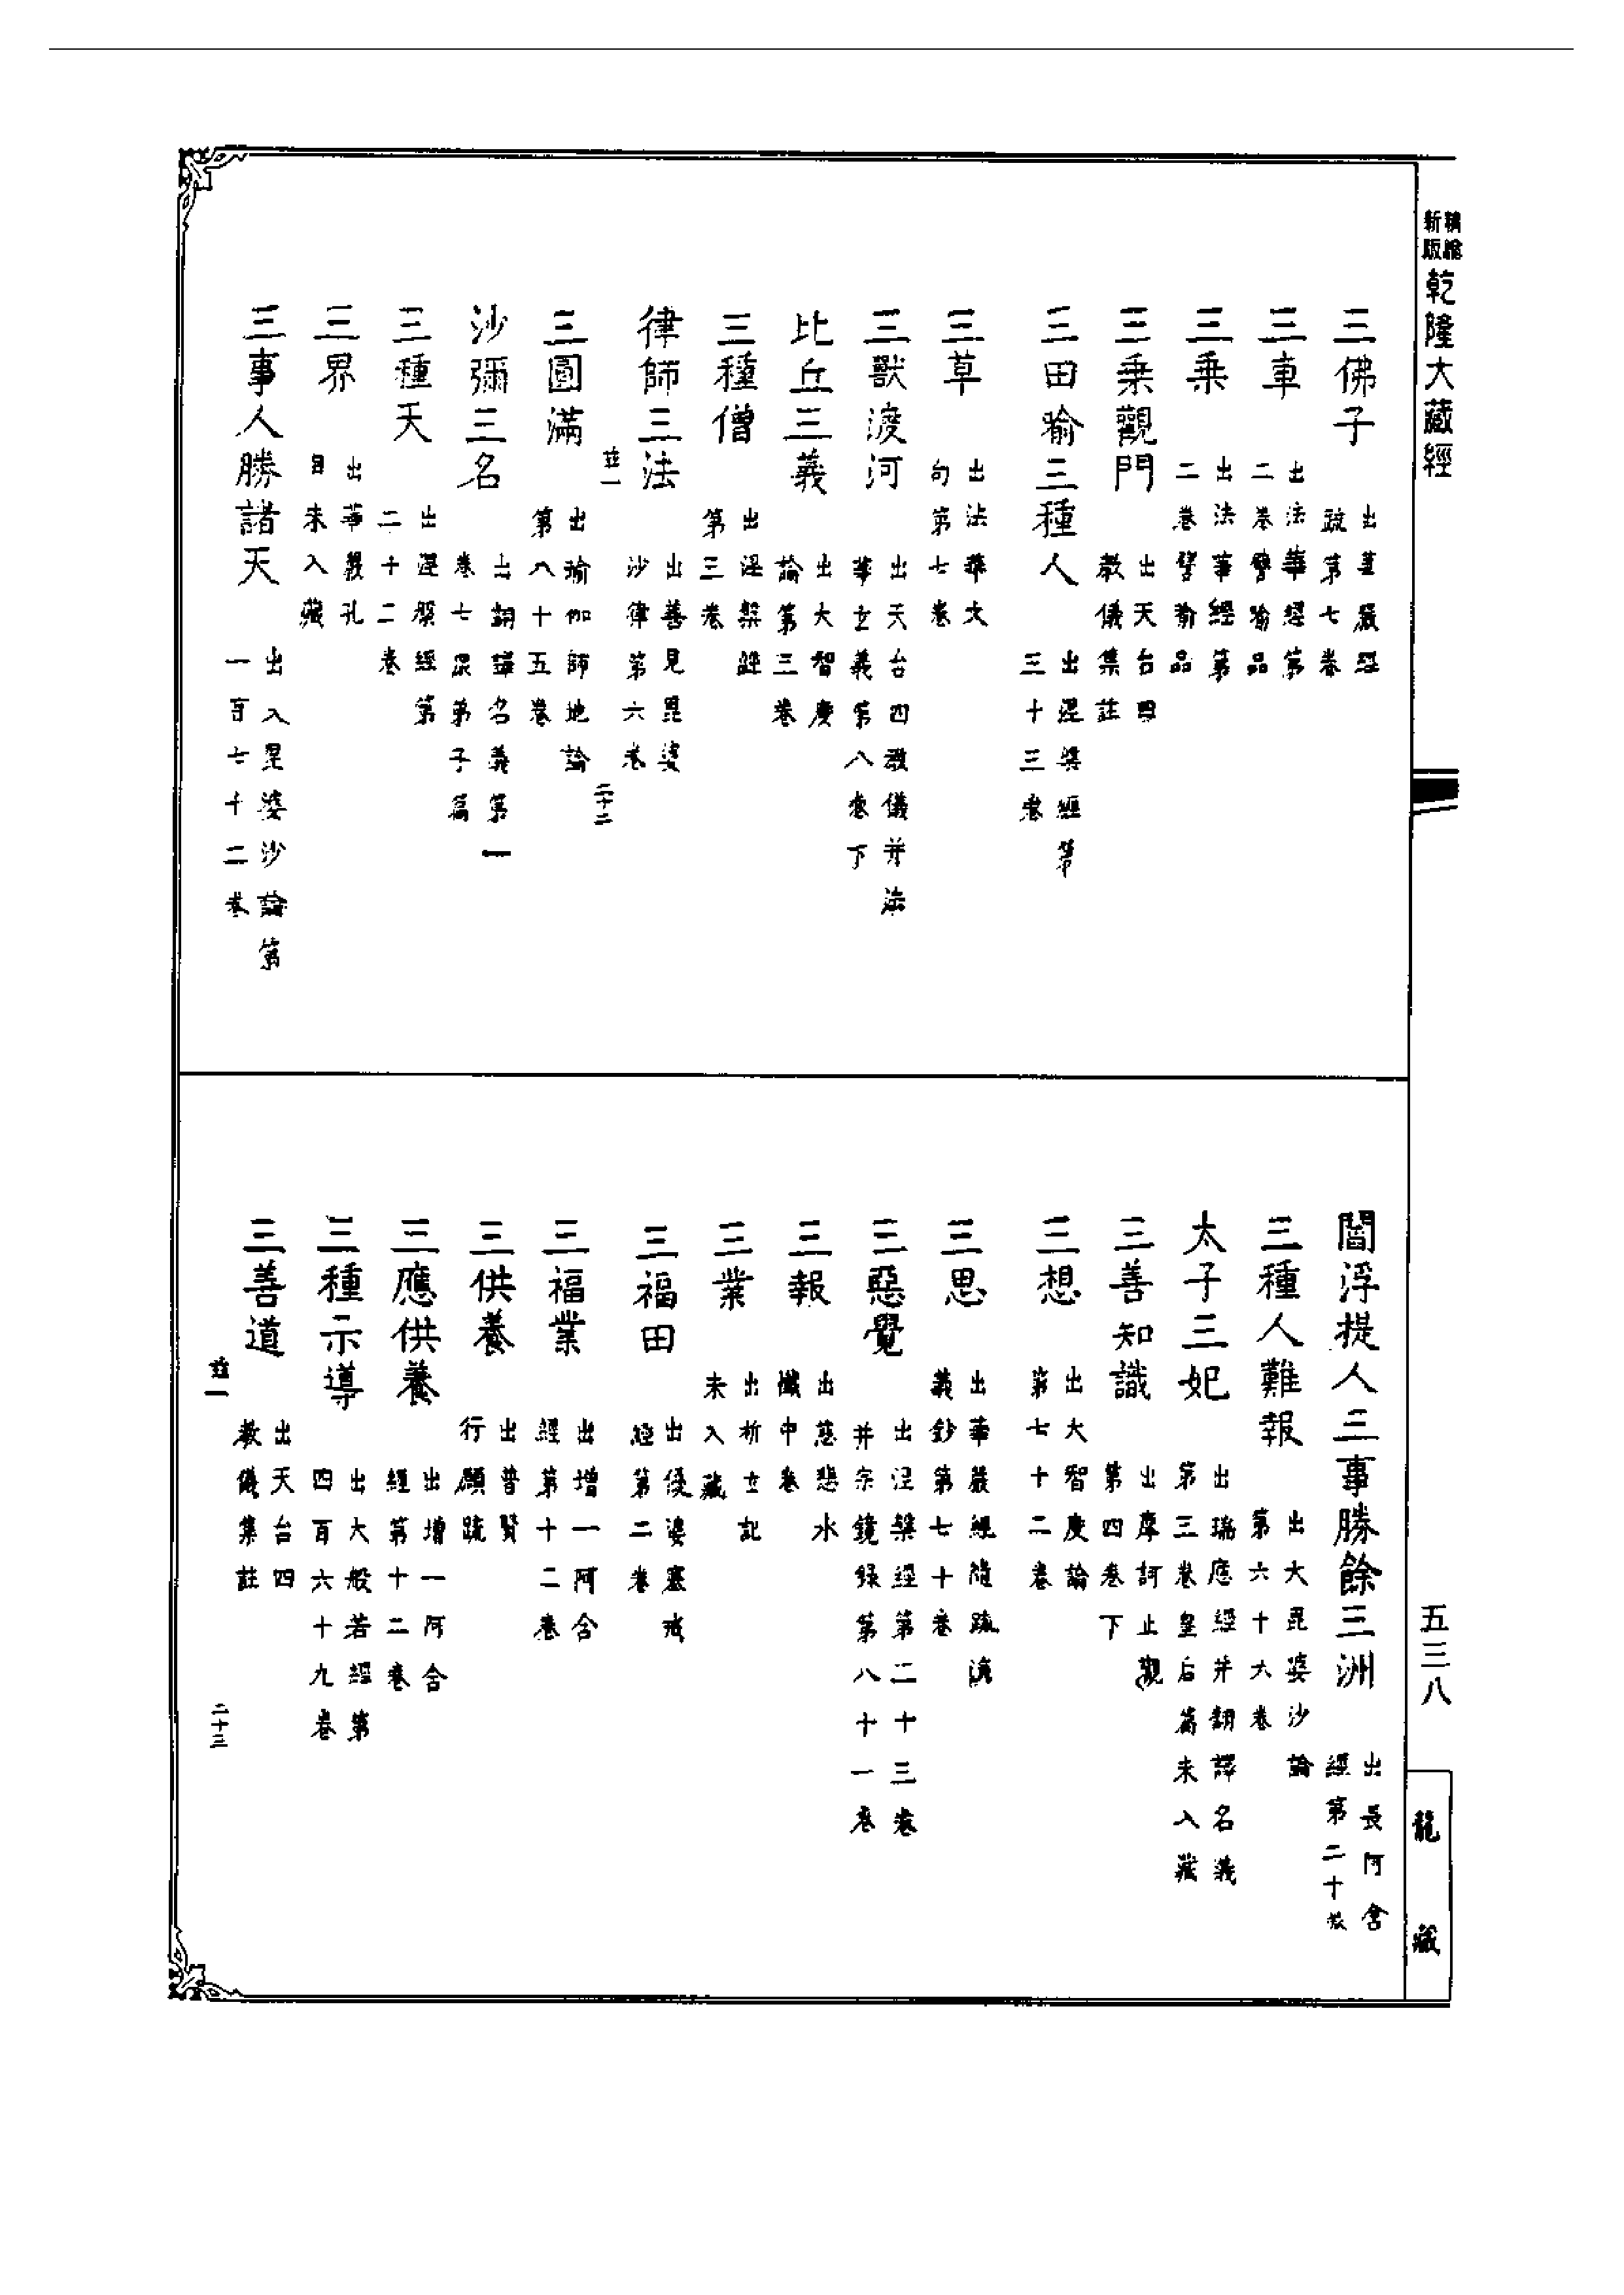 精繪
新版
乾隆大藏經
三佛子 出華嚴經疏第七卷
三車 出法華經第二卷譬喻品
三乘 出法華經第二卷譬喻品
三乘觀門 出天台四教儀集註
三田喻三種人 出涅槃經第三十三卷
三草 出法華文句第七卷
三獸渡河 出天台四教儀并法華玄義第八卷下
比丘三義 出大智度論第三卷
三種僧 出涅槃經第三卷
律師三法 出善見毘婆沙律第六卷
三圓滿 出瑜伽師地論第八十五卷
沙彌三名 出翻譯名義第一卷七眾弟子篇
三種天 出涅槃經第二十二卷
三界 出華嚴孔目未入藏
三事人勝諸天 出入毘婆沙論第一百七十二卷
二十二
閻浮提人三事勝餘三洲 出長阿含經第二十卷
三種人難報 出大毘婆沙論第六十六卷
太子三妃 出瑞應經并翻譯名義第三卷皇后篇未入藏
三善知識 出摩訶止觀第四卷下
三想 出大智度論第七十二卷
三思 出華嚴經隨疏演義鈔第七十卷
三惡覺 出涅槃經第二十三卷并宗鏡錄第八十一卷
三報 出慈悲水懺中卷
三業 出析玄記未入藏
三福田 出優婆塞戒經第二卷
三福業 出增一阿含經第十二卷
三供養 出普賢行願疏
三應供養 出增一阿含經第十二卷
三種示導 出大般若經第四百六十九卷
三善道 出天台四教儀集註
二十三
五三八
龍藏